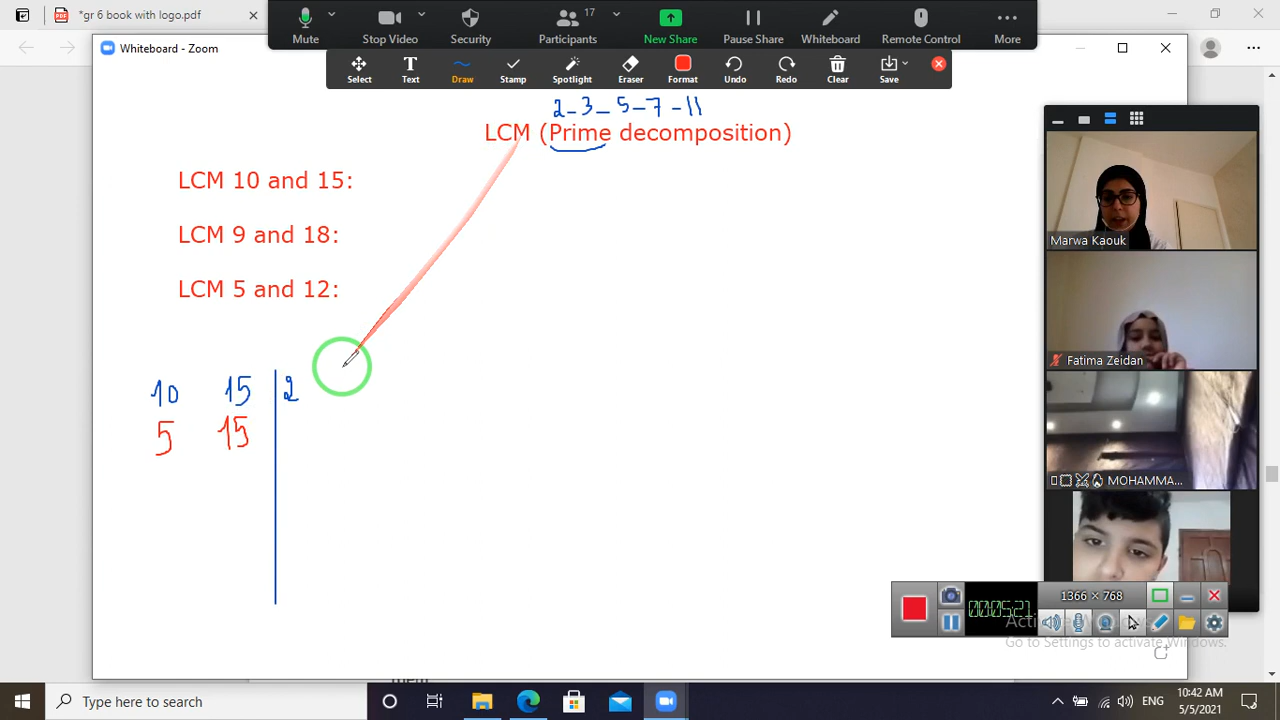 *gr 6 book with logo.pdf
Whiteboard - Zoom
17
Mute Stop Video Security Participants New Share Pause Share Whiteboard Remote Control More
Select Text Draw Stamp Spotlight Eraser Format Undo Redo Clear Save
2-3-5-7-11
LCM (Prime decomposition)
LCM 10 and 15:
LCM 9 and 18:
LCM 5 and 12:
10 15 2
5 15
Marwa Kaouk
Fatima Zeidan
MOHAMMA...
1366 × 768
00:05:21
Go to Settings to activate Windows.
Type here to search
ENG
10:42 AM
5/5/2021